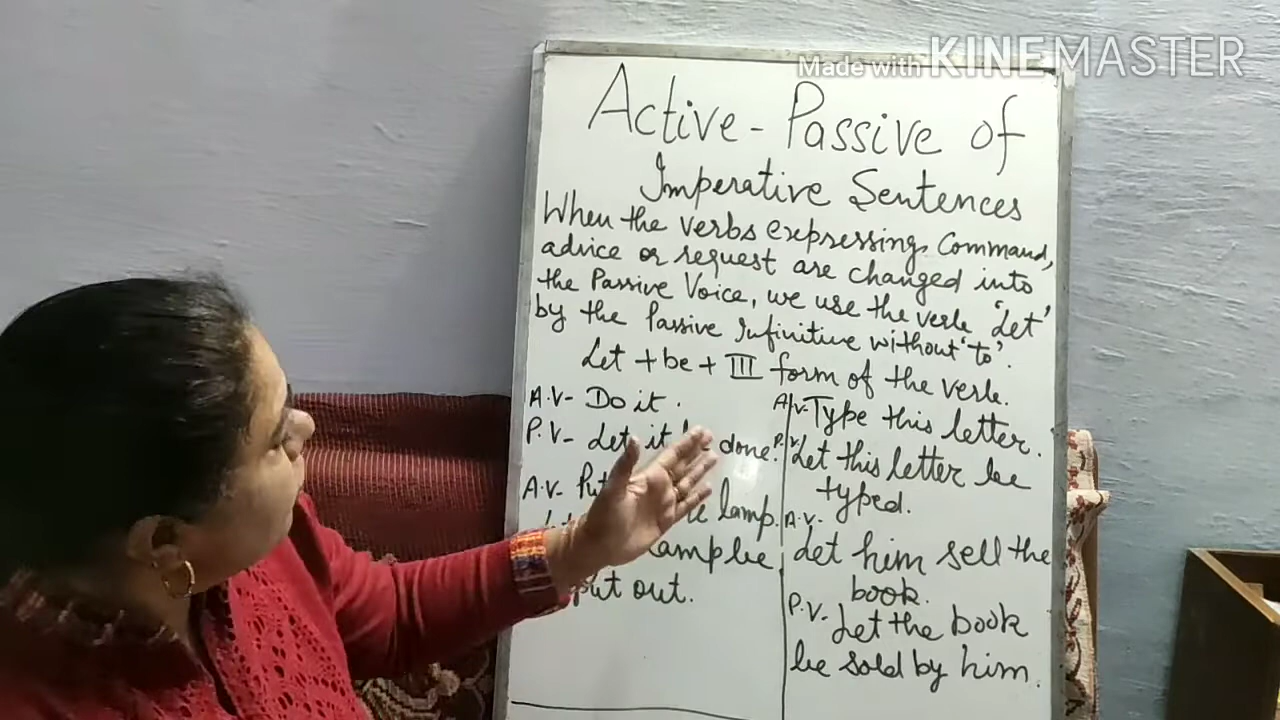 Made with KINEMASTER
Active - Passive of
Imperative Sentences
When the verbs expressing, Command,
advice or request are changed into
the Passive Voice, we use the verb 'Let'
by the Passive Infinitive without 'to'.
Let + be + III form of the verb.
A.V- Do it.
P.V- Let it be done.
A.V- Put lamp.
lamp be
put out.
A.V- Type this letter.
P.V. Let this letter be
typed.
A.V-
Let him sell the
book.
P.V- Let the book
be sold by him.